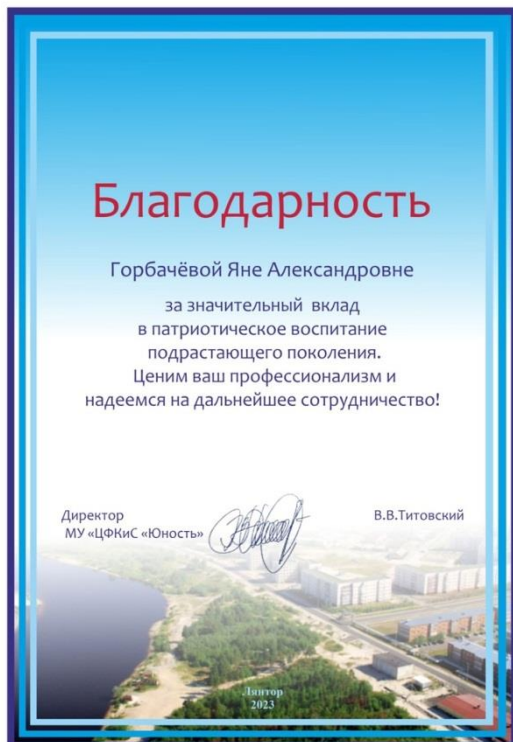 Благодарность
Горбачёвой Яне Александровне
за значительный вклад
в патриотическое воспитание
подрастающего поколения.
Ценим ваш профессионализм и
надеемся на дальнейшее сотрудничество!
Директор
МУ «ЦФКиС «Юность»
В.В.Титовский
Лянтор
2023